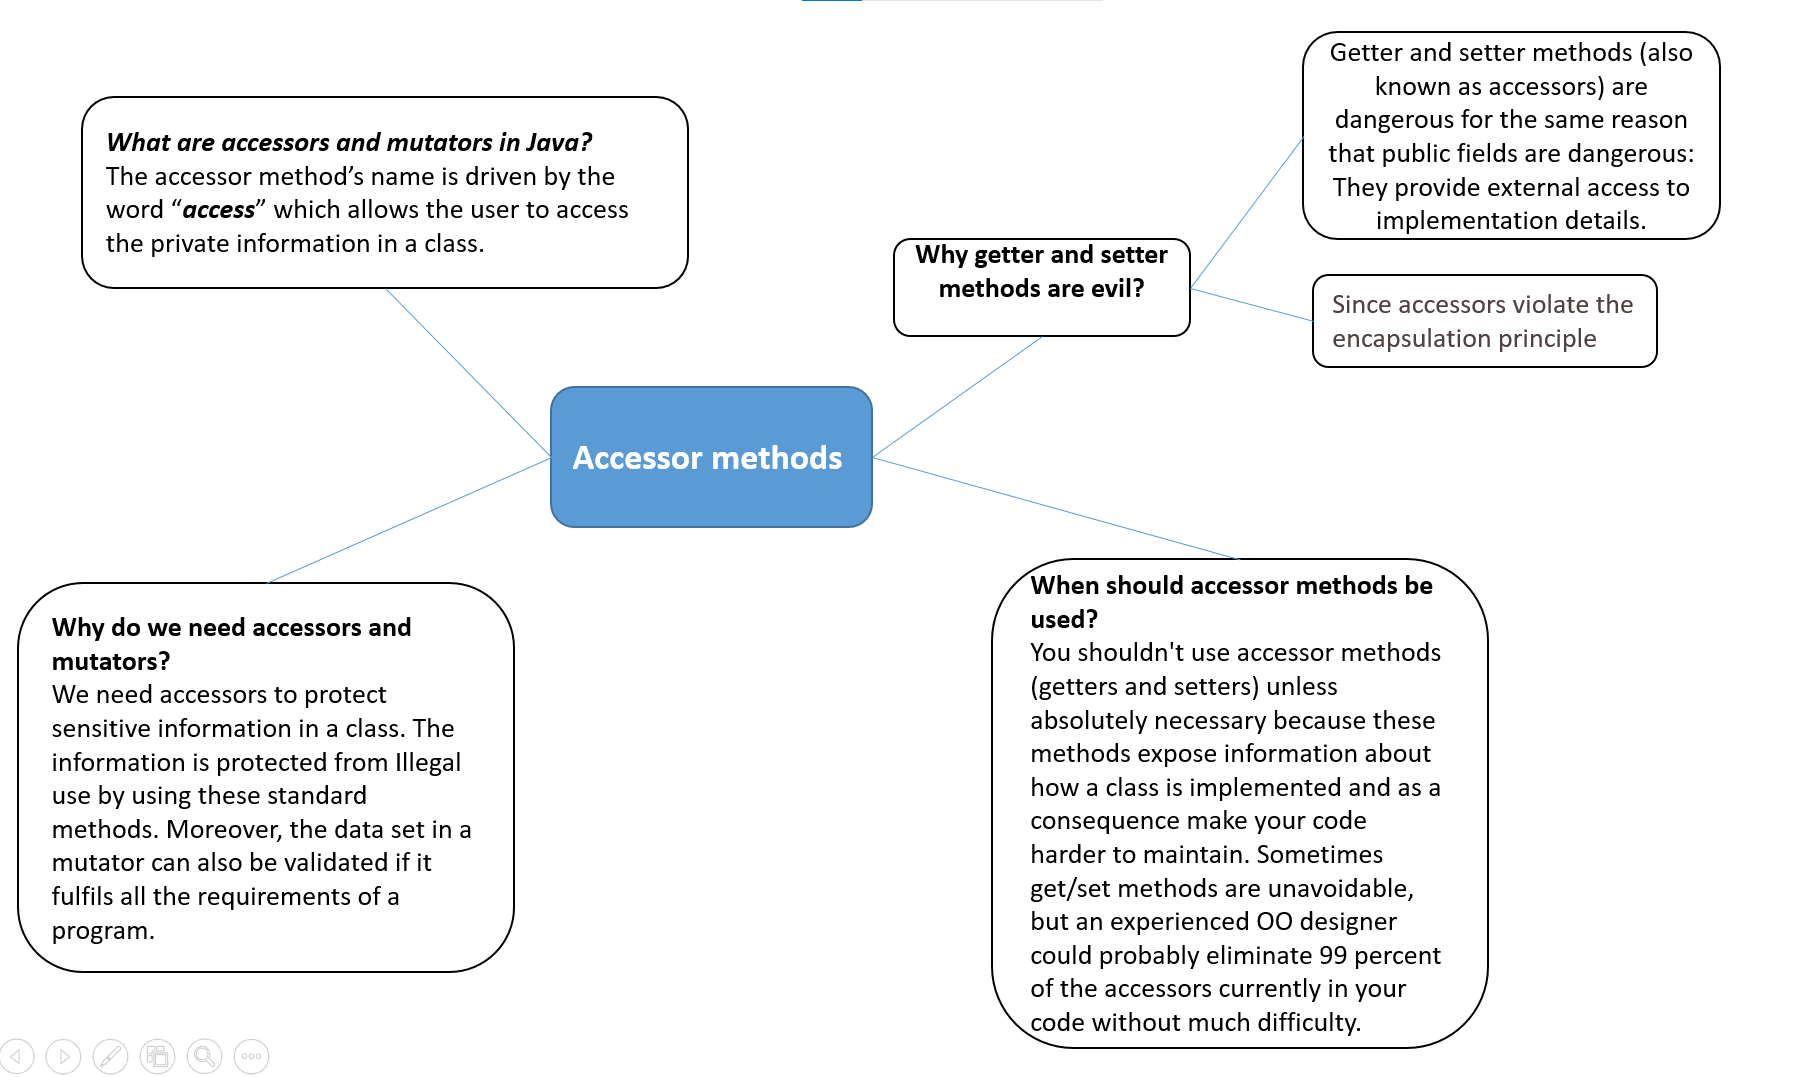 What are accessors and mutators in Java?
The accessor method’s name is driven by the
word “access” which allows the user to access
the private information in a class.
Getter and setter methods (also
known as accessors) are
dangerous for the same reason
that public fields are dangerous:
They provide external access to
implementation details.
Why getter and setter
methods are evil?
Since accessors violate the
encapsulation principle
Accessor methods
Why do we need accessors and
mutators?
We need accessors to protect
sensitive information in a class. The
information is protected from Illegal
use by using these standard
methods. Moreover, the data set in a
mutator can also be validated if it
fulfils all the requirements of a
program.
When should accessor methods be
used?
You shouldn't use accessor methods
(getters and setters) unless
absolutely necessary because these
methods expose information about
how a class is implemented and as a
consequence make your code
harder to maintain. Sometimes
get/set methods are unavoidable,
but an experienced OO designer
could probably eliminate 99 percent
of the accessors currently in your
code without much difficulty.